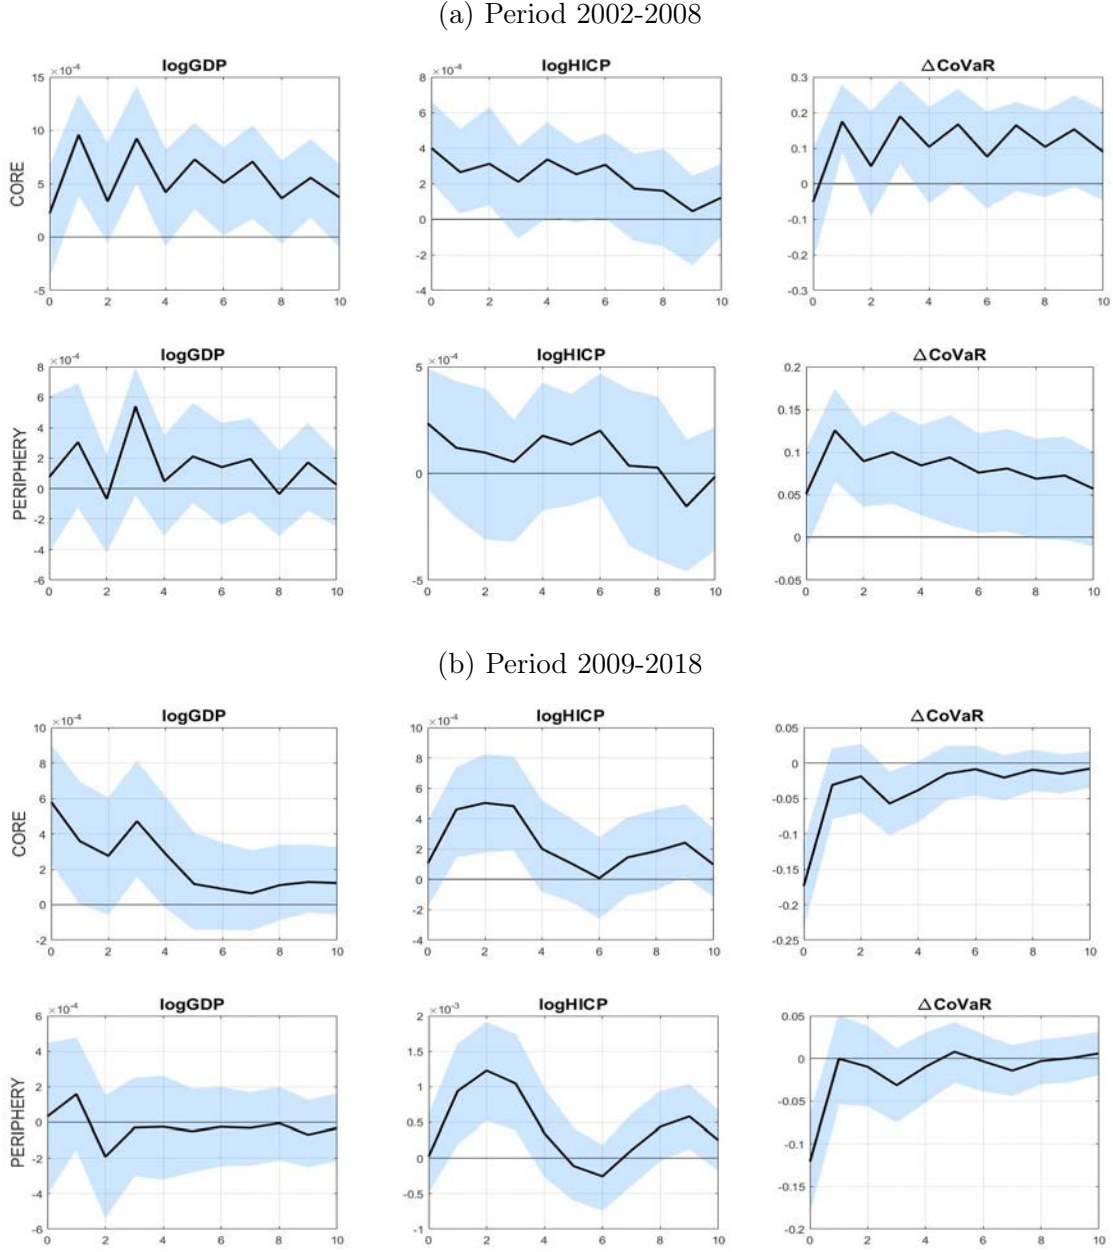 (a) Period 2002-2008
logGDP
logHICP
△CoVaR
×10⁻⁴
15
10
5
0
-5
0 2 4 6 8 10
CORE
×10⁻⁴
8
6
4
2
0
-2
-4
0 2 4 6 8 10
0.3
0.2
0.1
0
-0.1
-0.2
-0.3
0 2 4 6 8 10
logGDP
logHICP
△CoVaR
×10⁻⁴
8
6
4
2
0
-2
-4
-6
0 2 4 6 8 10
PERIPHERY
×10⁻⁴
5
0
-5
0 2 4 6 8 10
0.2
0.15
0.1
0.05
0
-0.05
0 2 4 6 8 10
(b) Period 2009-2018
logGDP
logHICP
△CoVaR
×10⁻⁴
10
8
6
4
2
0
-2
0 2 4 6 8 10
CORE
×10⁻⁴
10
8
6
4
2
0
-2
-4
0 2 4 6 8 10
0.05
0
-0.05
-0.1
-0.15
-0.2
-0.25
0 2 4 6 8 10
logGDP
logHICP
△CoVaR
×10⁻⁴
6
4
2
0
-2
-4
-6
0 2 4 6 8 10
PERIPHERY
×10⁻³
2
1.5
1
0.5
0
-0.5
-1
0 2 4 6 8 10
0.05
0
-0.05
-0.1
-0.15
-0.2
0 2 4 6 8 10